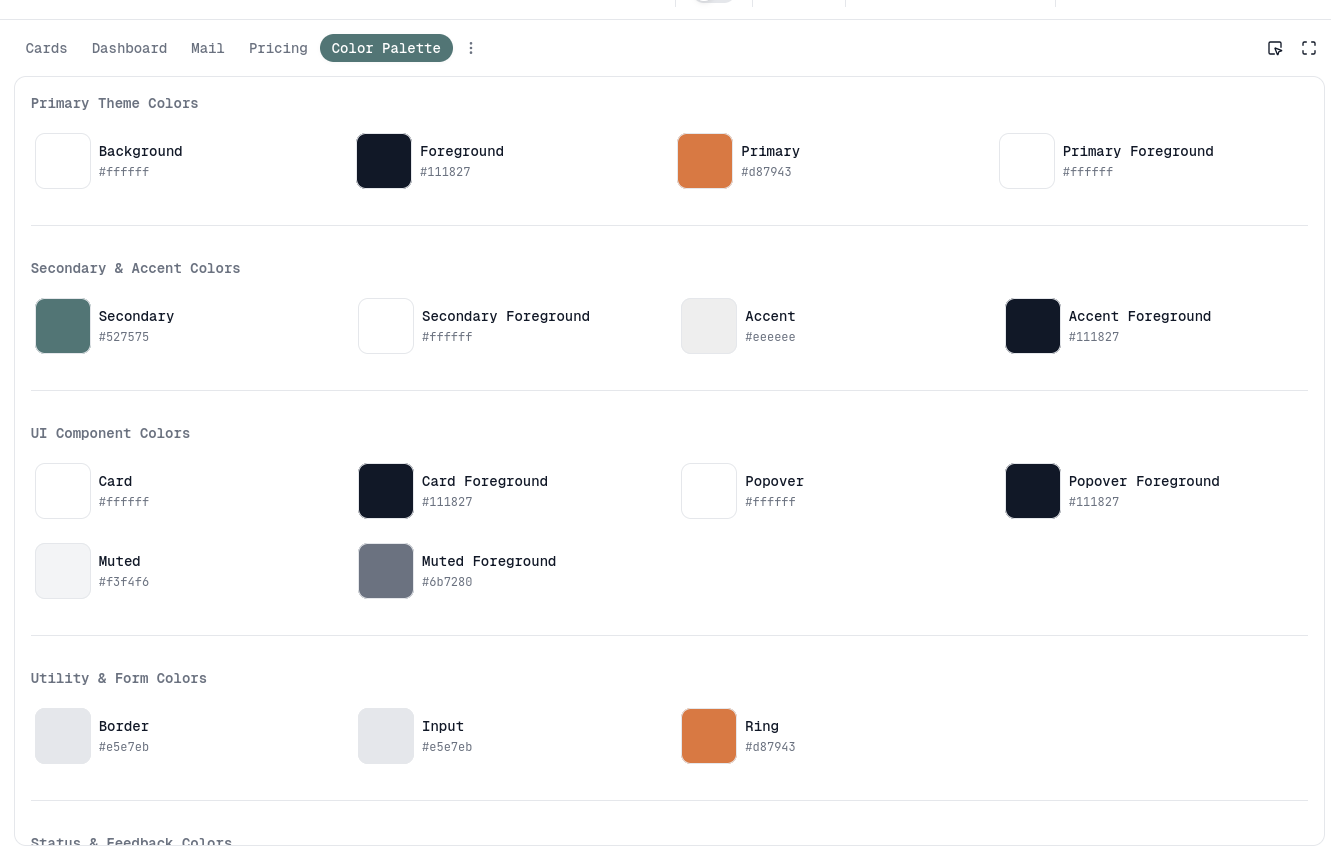 Cards Dashboard Mail Pricing Color Palette
Primary Theme Colors
Background Foreground Primary Primary Foreground
#ffffff #111827 #d87943 #ffffff
Secondary & Accent Colors
Secondary Secondary Foreground Accent Accent Foreground
#527575 #ffffff #eeeeee #111827
UI Component Colors
Card Card Foreground Popover Popover Foreground
#ffffff #111827 #ffffff #111827
Muted Muted Foreground
#f3f4f6 #6b7280
Utility & Form Colors
Border Input Ring
#e5e7eb #e5e7eb #d87943
Status & Feedback Colors